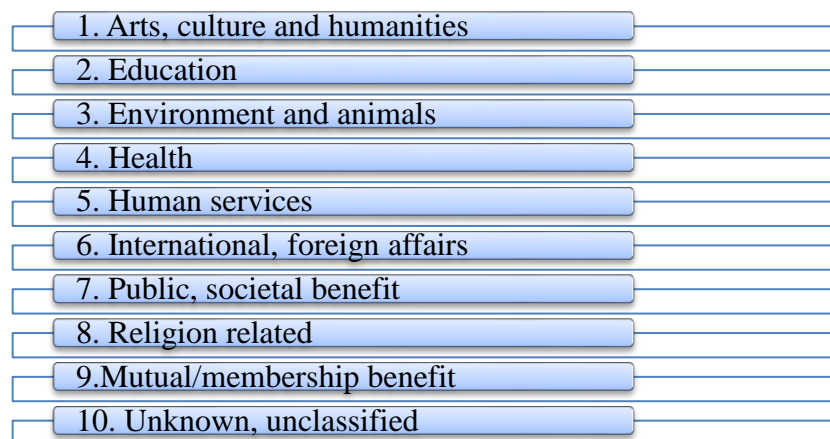 1. Arts, culture and humanities
2. Education
3. Environment and animals
4. Health
5. Human services
6. International, foreign affairs
7. Public, societal benefit
8. Religion related
9.Mutual/membership benefit
10. Unknown, unclassified